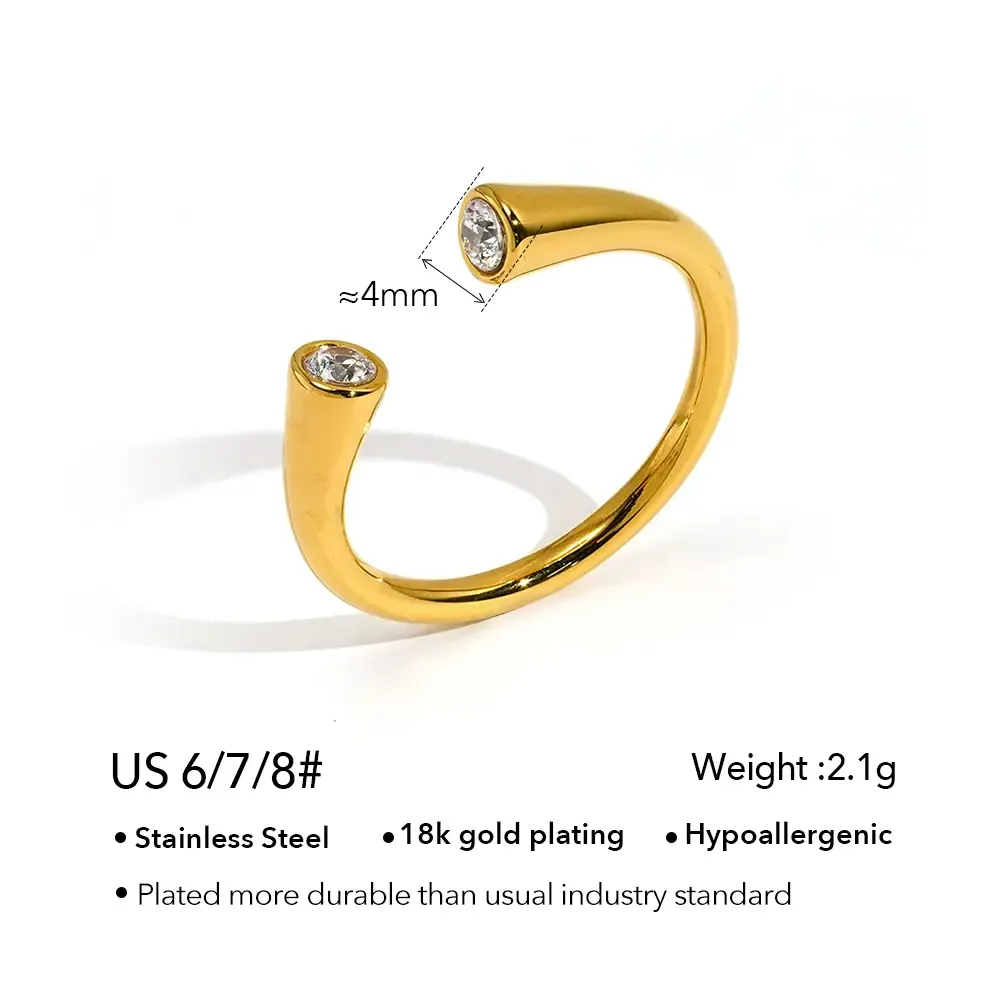 ≈4mm
US 6/7/8#
Weight :2.1g
• Stainless Steel
• 18k gold plating
• Hypoallergenic
• Plated more durable than usual industry standard